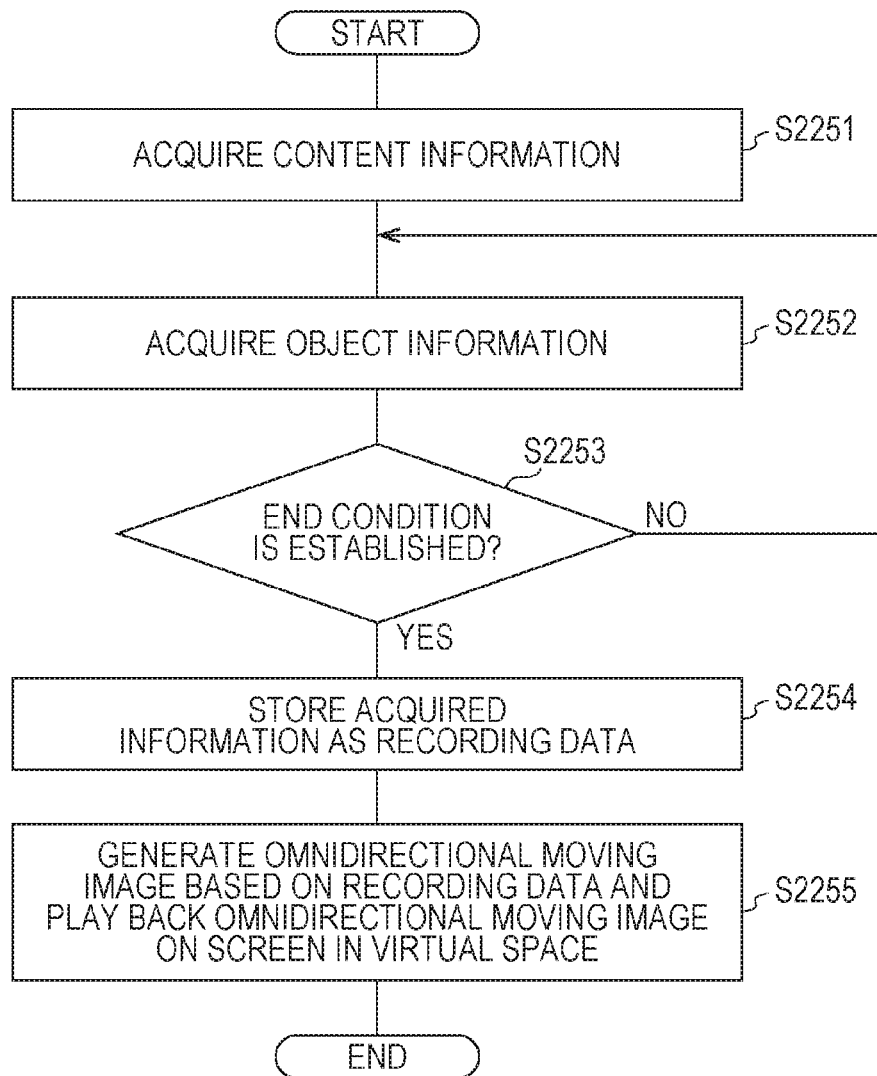 START
S2251
ACQUIRE CONTENT INFORMATION
S2252
ACQUIRE OBJECT INFORMATION
S2253
END CONDITION
IS ESTABLISHED?
NO
YES
S2254
STORE ACQUIRED
INFORMATION AS RECORDING DATA
GENERATE OMNIDIRECTIONAL MOVING
IMAGE BASED ON RECORDING DATA AND
S2255
PLAY BACK OMNIDIRECTIONAL MOVING IMAGE
ON SCREEN IN VIRTUAL SPACE
END